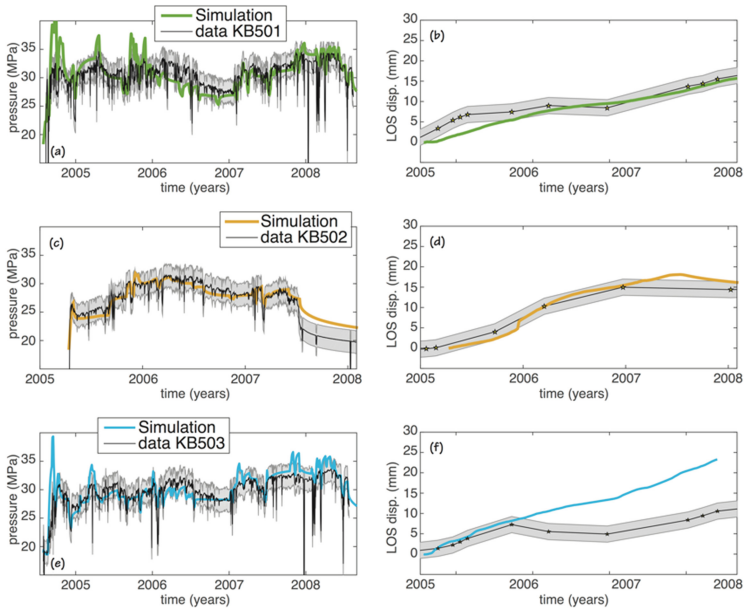 Simulation
data KB501
pressure (MPa)
35
30
25
20
(a)
2005 2006 2007 2008
time (years)
LOS disp. (mm)
30
25
20
15
10
5
0
(b)
2005 2006 2007 2008
time (years)
Simulation
data KB502
pressure (MPa)
35
30
25
20
(c)
2005 2006 2007 2008
time (years)
LOS disp. (mm)
30
25
20
15
10
5
0
(d)
2005 2006 2007 2008
time (years)
Simulation
data KB503
pressure (MPa)
35
30
25
20
(e)
2005 2006 2007 2008
time (years)
LOS disp. (mm)
30
25
20
15
10
5
0
(f)
2005 2006 2007 2008
time (years)